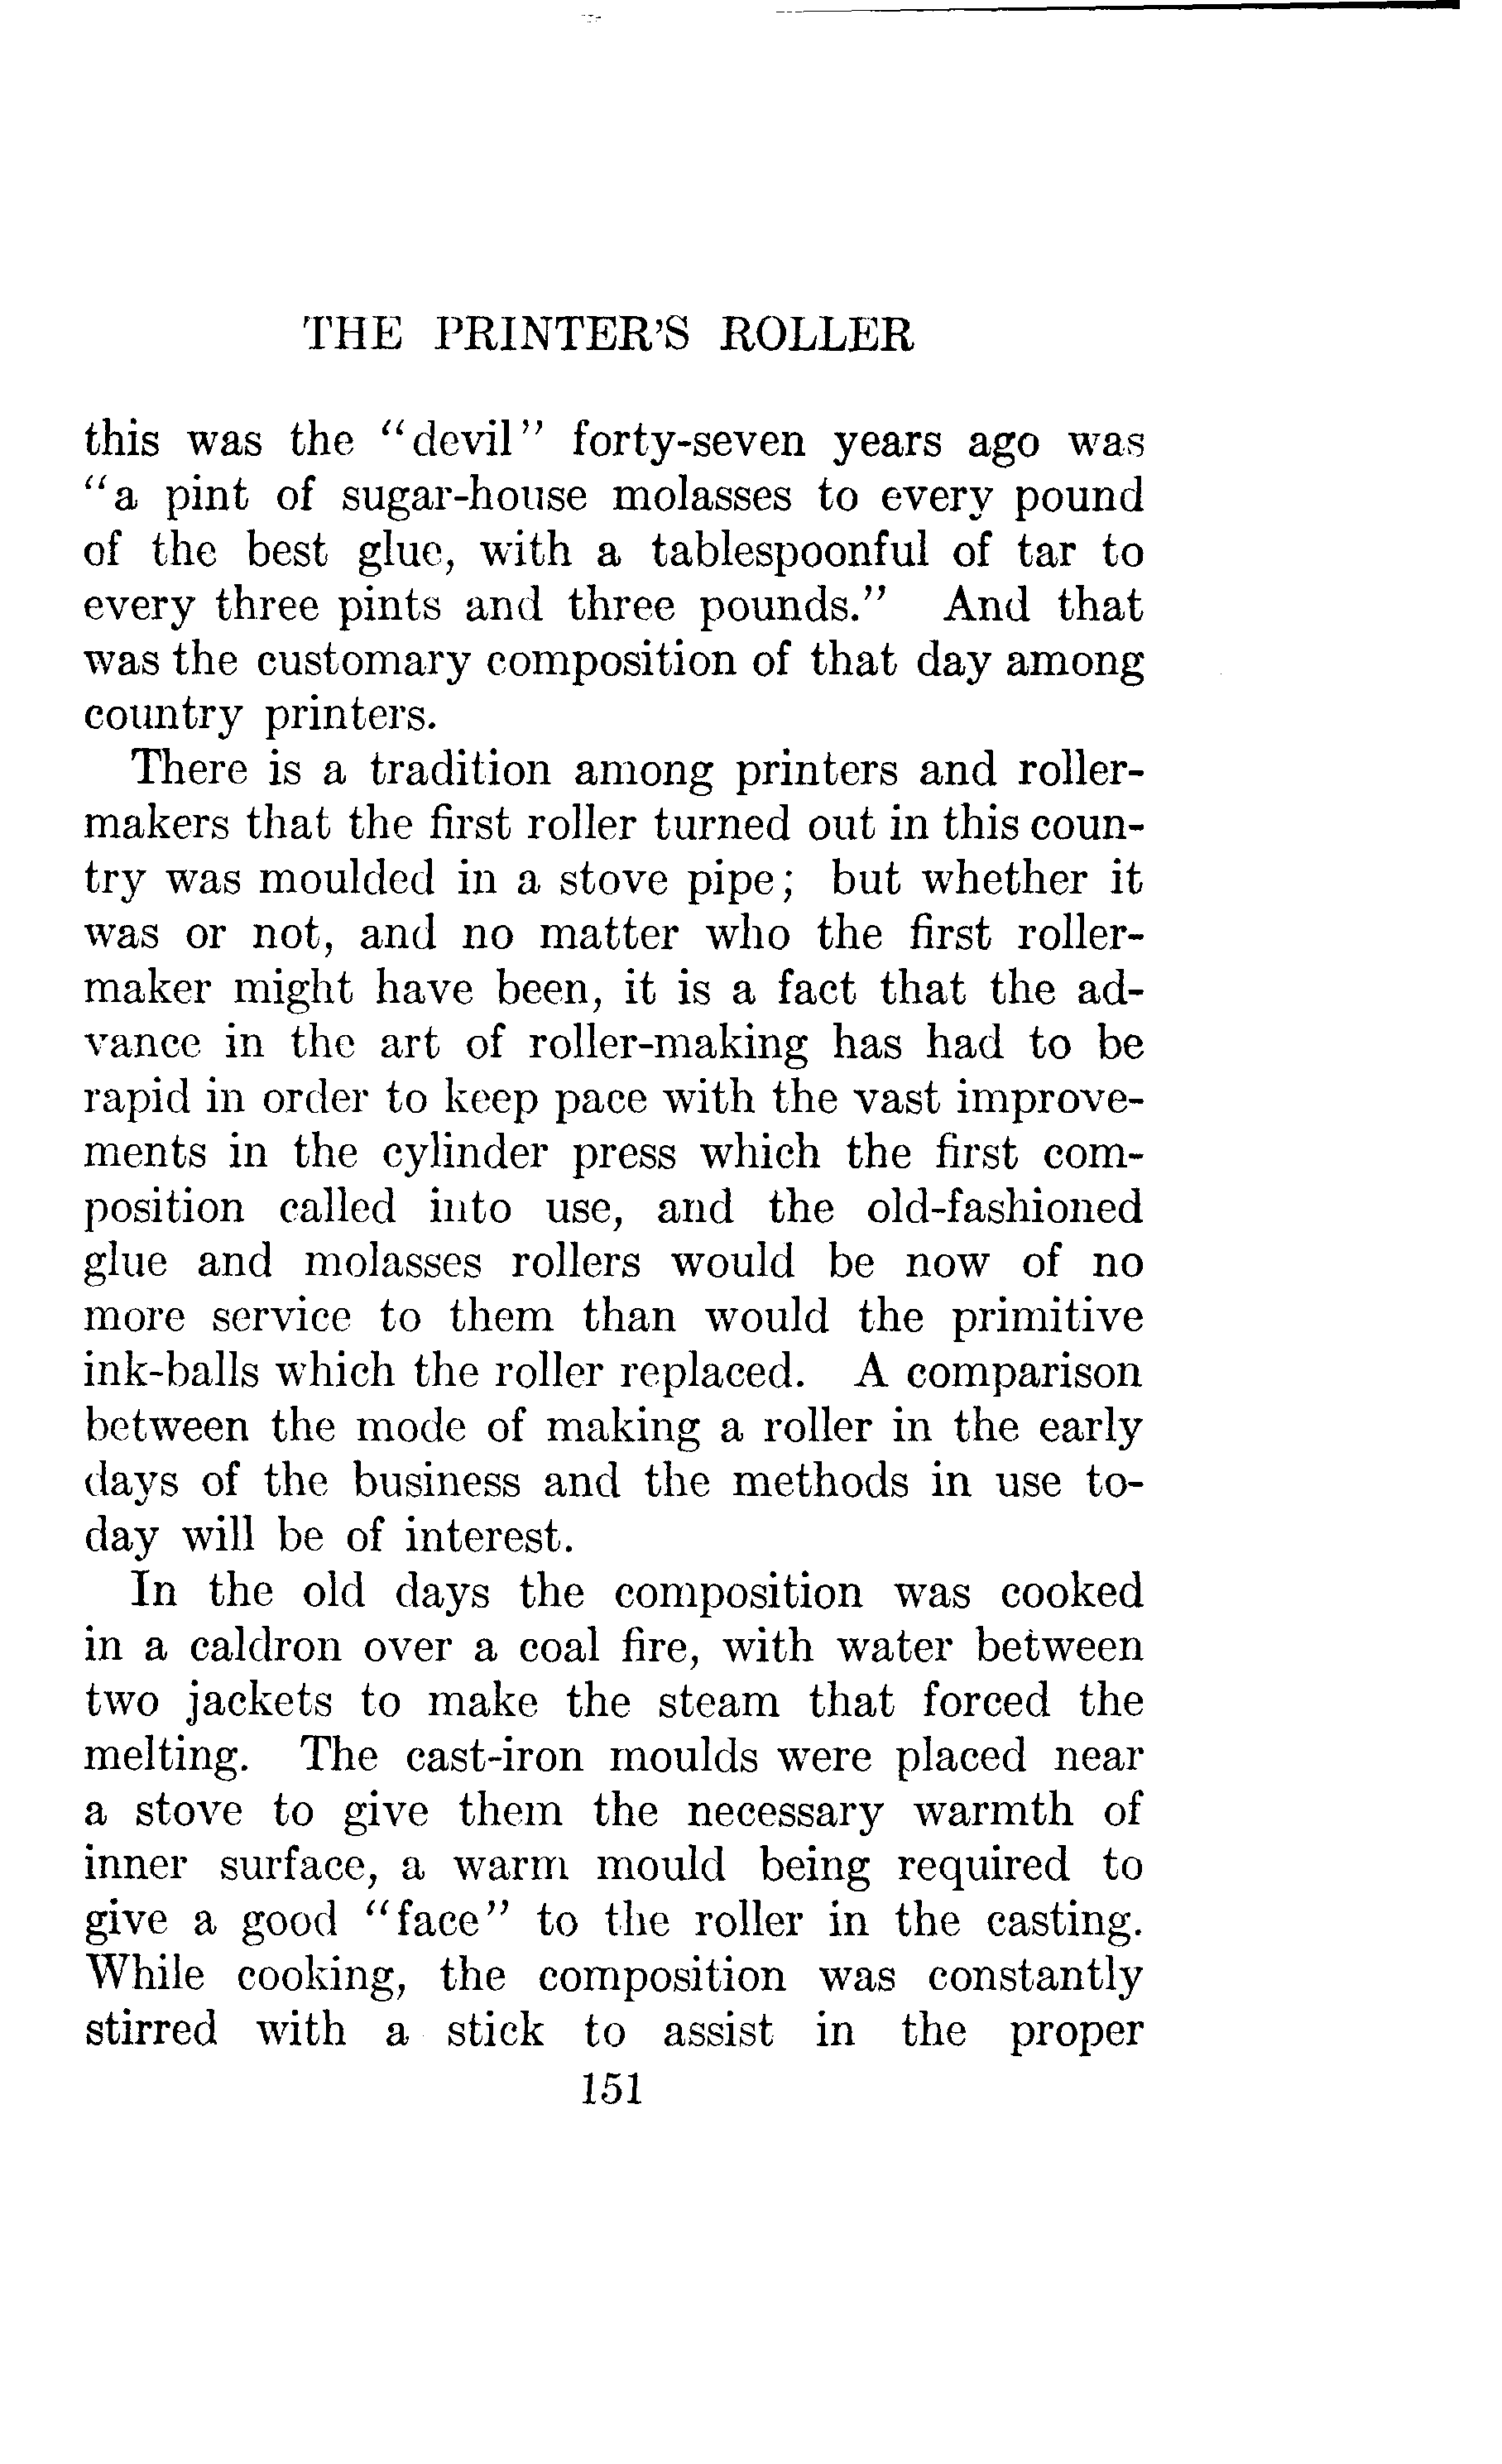 THE PRINTER'S ROLLER
this was the "devil" forty-seven years ago was
"a pint of sugar-house molasses to every pound
of the best glue, with a tablespoonful of tar to
every three pints and three pounds." And that
was the customary composition of that day among
country printers.
There is a tradition among printers and roller-
makers that the first roller turned out in this coun-
try was moulded in a stove pipe; but whether it
was or not, and no matter who the first roller-
maker might have been, it is a fact that the ad-
vance in the art of roller-making has had to be
rapid in order to keep pace with the vast improve-
ments in the cylinder press which the first com-
position called into use, and the old-fashioned
glue and molasses rollers would be now of no
more service to them than would the primitive
ink-balls which the roller replaced. A comparison
between the mode of making a roller in the early
days of the business and the methods in use to-
day will be of interest.
In the old days the composition was cooked
in a caldron over a coal fire, with water between
two jackets to make the steam that forced the
melting. The cast-iron moulds were placed near
a stove to give them the necessary warmth of
inner surface, a warm mould being required to
give a good "face" to the roller in the casting.
While cooking, the composition was constantly
stirred with a stick to assist in the proper
151